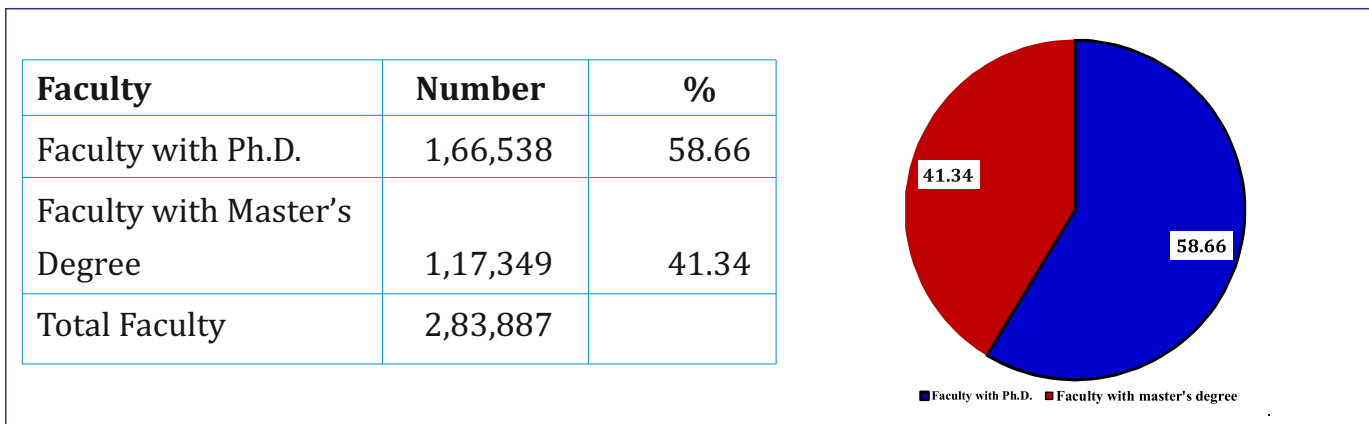 Faculty Number %
Faculty with Ph.D. 1,66,538 58.66
Faculty with Master’s
Degree 1,17,349 41.34
Total Faculty 2,83,887
41.34
58.66
Faculty with Ph.D. Faculty with master's degree